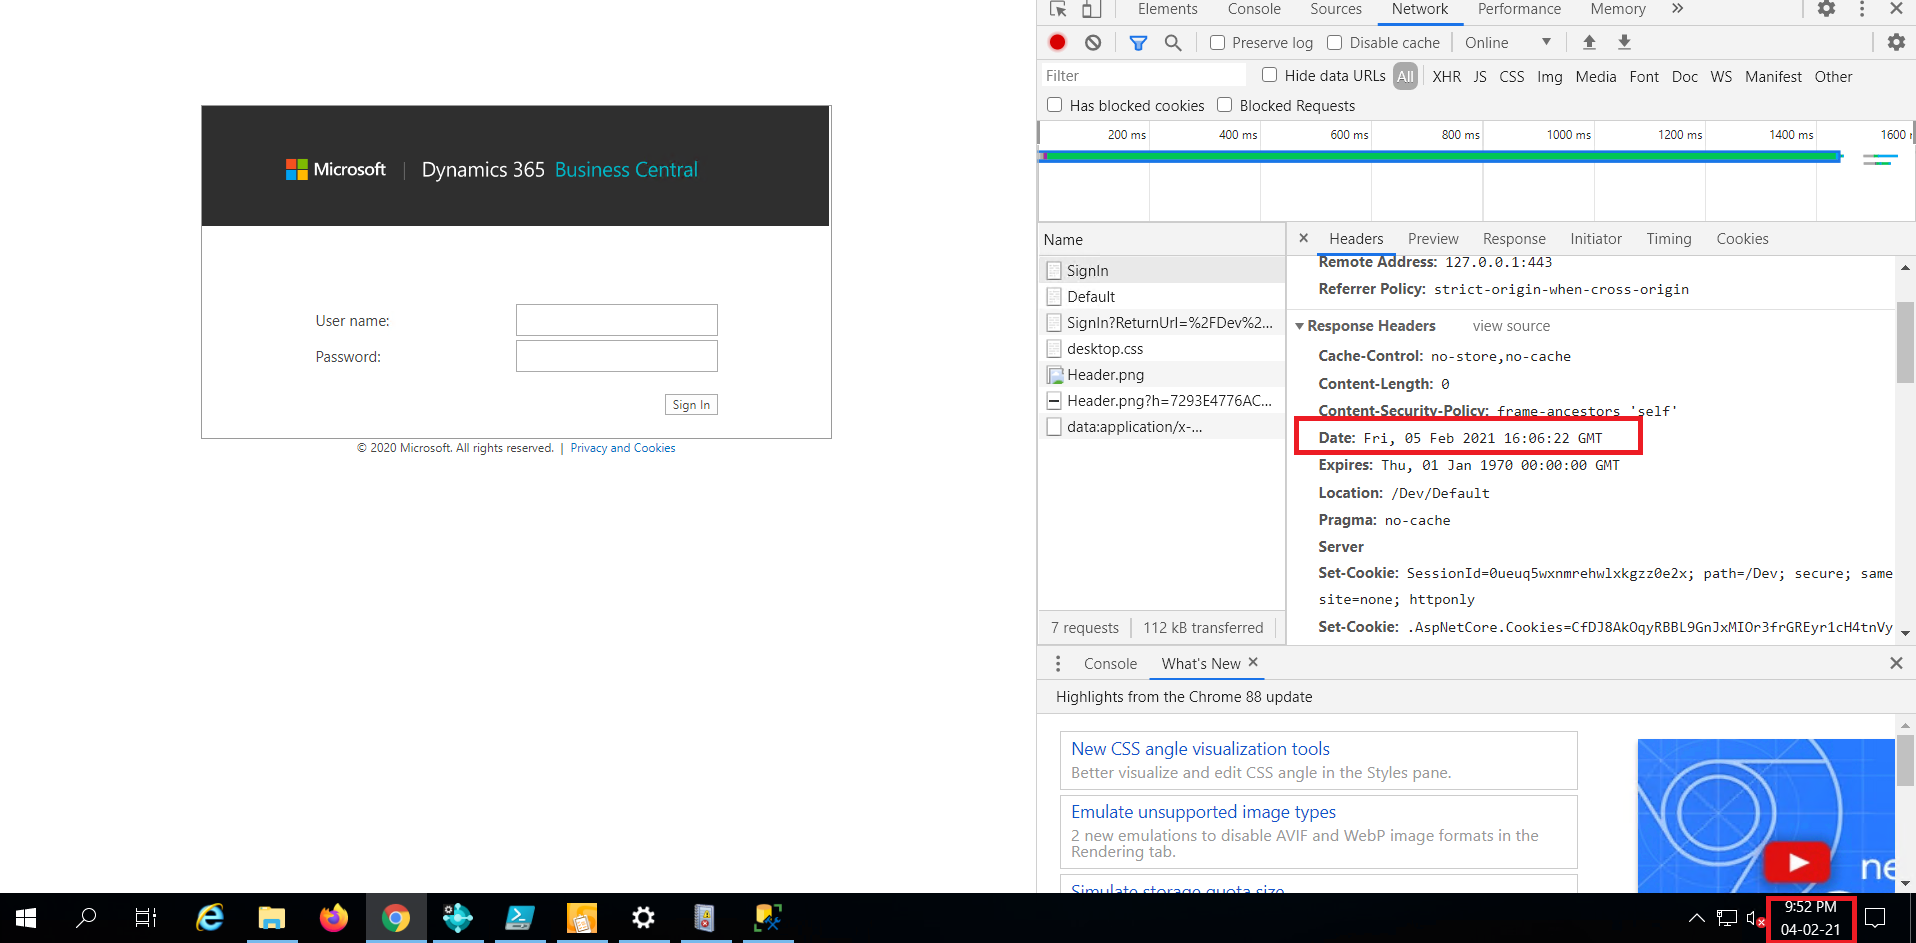 Microsoft | Dynamics 365 Business Central
User name:
Password:
Sign In
© 2020 Microsoft. All rights reserved. | Privacy and Cookies
Elements Console Sources Network Performance Memory »
Preserve log Disable cache Online
Filter Hide data URLs All XHR JS CSS Img Media Font Doc WS Manifest Other
Has blocked cookies Blocked Requests
200 ms 400 ms 600 ms 800 ms 1000 ms 1200 ms 1400 ms 1600
Name
SignIn
Default
SignIn?ReturnUrl=%2FDev%2...
desktop.css
Header.png
Header.png?h=7293E4776AC...
data:application/x-...
7 requests 112 kB transferred
× Headers Preview Response Initiator Timing Cookies
Remote Address: 127.0.0.1:443
Referrer Policy: strict-origin-when-cross-origin
Response Headers view source
Cache-Control: no-store,no-cache
Content-Length: 0
Content-Security-Policy: frame-ancestors 'self'
Date: Fri, 05 Feb 2021 16:06:22 GMT
Expires: Thu, 01 Jan 1970 00:00:00 GMT
Location: /Dev/Default
Pragma: no-cache
Server
Set-Cookie: SessionId=0ueuq5wxnmrehwlxkgzz0e2x; path=/Dev; secure; same
site=none; httponly
Set-Cookie: .AspNetCore.Cookies=CfDJ8AkOqyRBBL9GnJxMIOr3frGREyr1cH4tnVy
Console What's New ×
Highlights from the Chrome 88 update
New CSS angle visualization tools
Better visualize and edit CSS angle in the Styles pane.
Emulate unsupported image types
2 new emulations to disable AVIF and WebP image formats in the
Rendering tab.
Simulate storage quota size
ne
9:52 PM
04-02-21